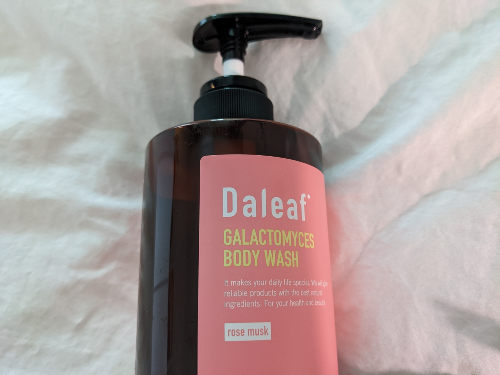 Daleaf
GALACTOMYCES
BODY WASH
It makes your daily life special. We
reliable products with the best natural
ingredients. For your health and beauty.
rose musk